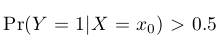 Pr(Y = 1|X = x₀) > 0.5